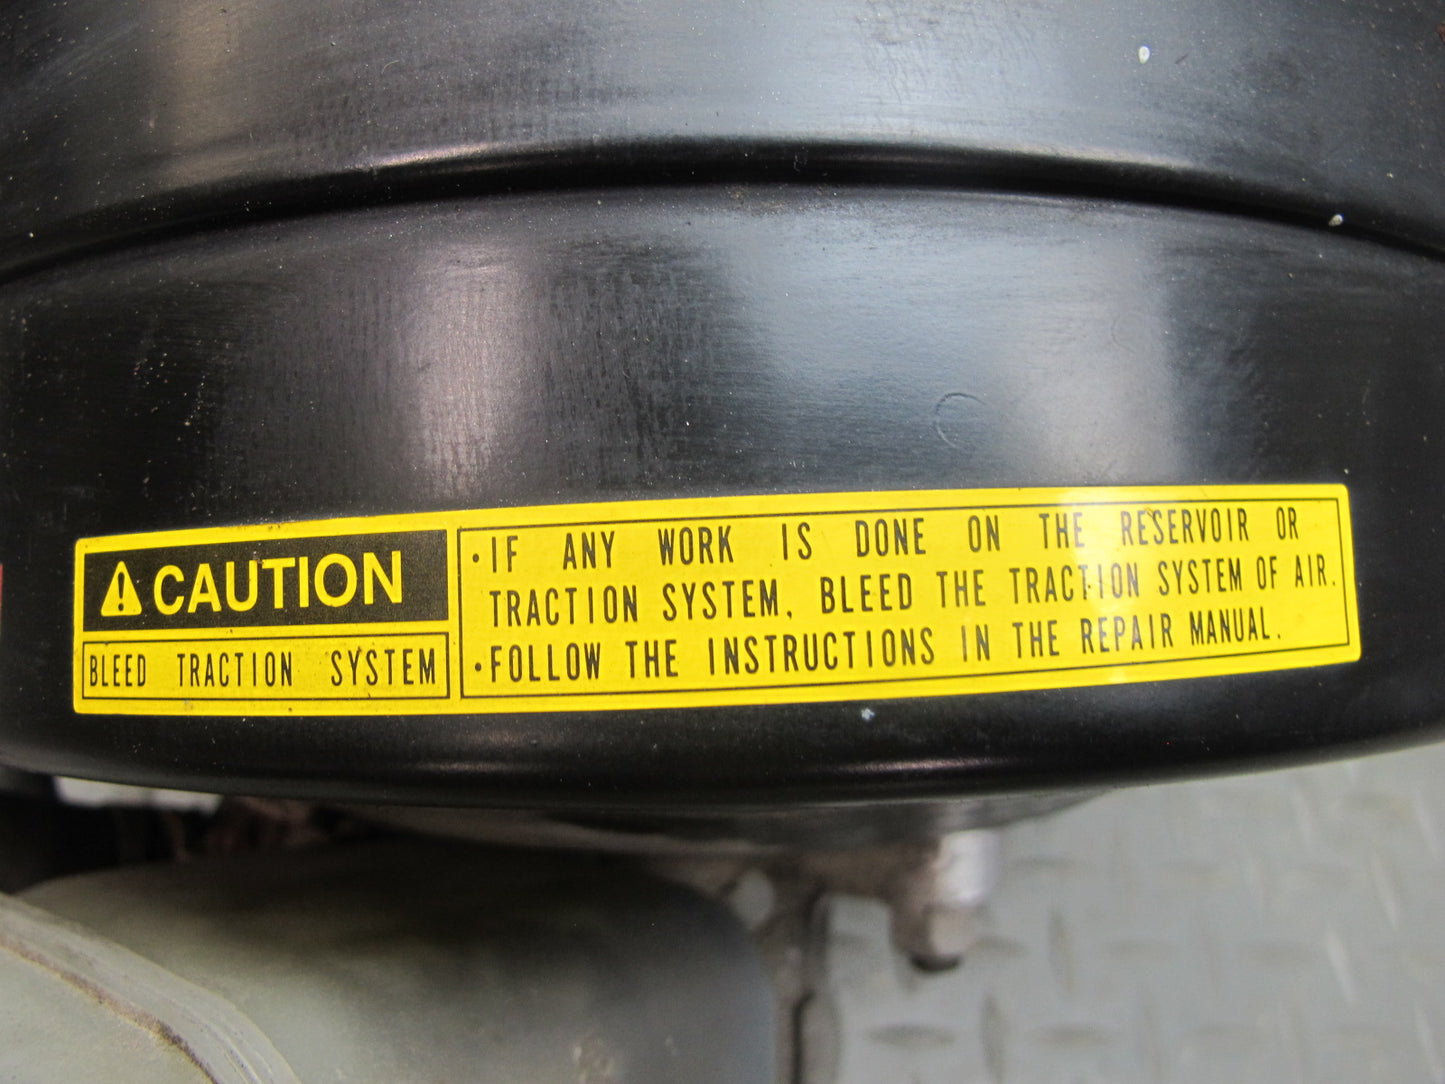 ⚠CAUTION
BLEED TRACTION SYSTEM
·IF ANY WORK IS DONE ON THE RESERVOIR OR
TRACTION SYSTEM, BLEED THE TRACTION SYSTEM OF AIR.
·FOLLOW THE INSTRUCTIONS IN THE REPAIR MANUAL.